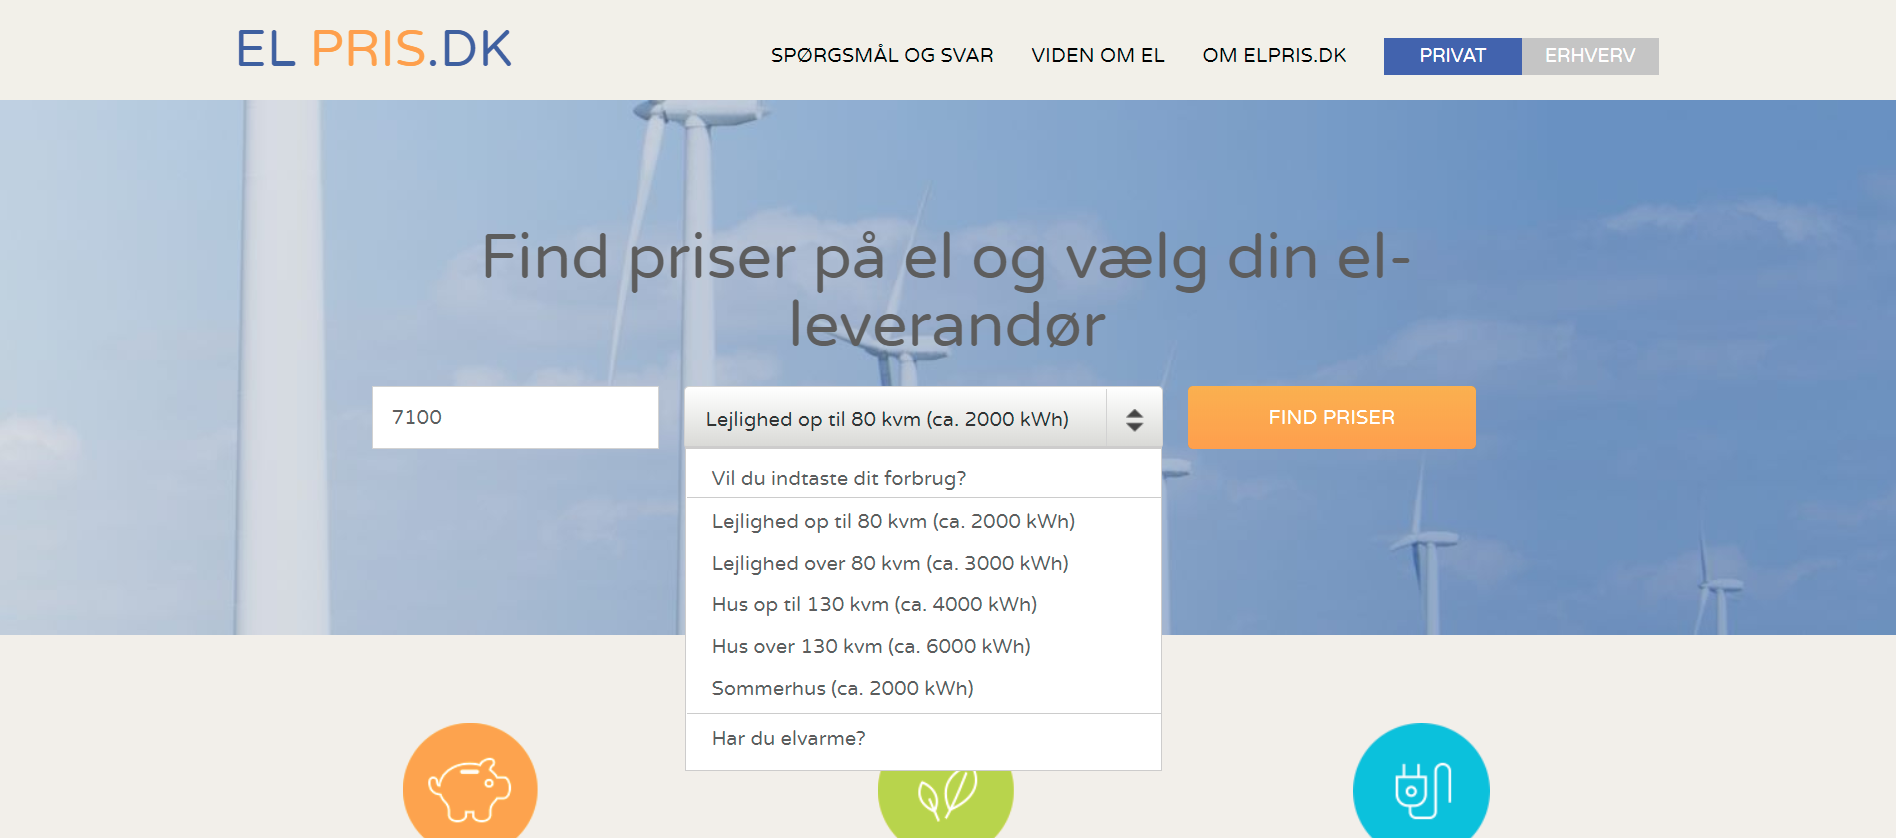 EL PRIS.DK
SPØRGSMÅL OG SVAR
VIDEN OM EL
OM ELPRIS.DK
PRIVAT
ERHVERV
Find priser på el og vælg din el-
leverandør
7100
Lejlighed op til 80 kvm (ca. 2000 kWh)
FIND PRISER
Vil du indtaste dit forbrug?
Lejlighed op til 80 kvm (ca. 2000 kWh)
Lejlighed over 80 kvm (ca. 3000 kWh)
Hus op til 130 kvm (ca. 4000 kWh)
Hus over 130 kvm (ca. 6000 kWh)
Sommerhus (ca. 2000 kWh)
Har du elvarme?